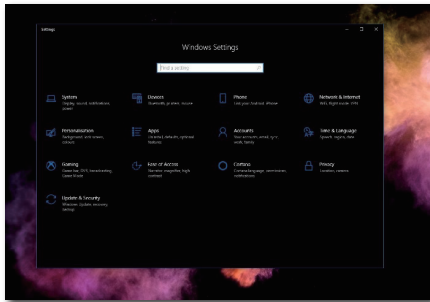 Settings
Windows Settings
Find a setting
System
Display, sound, notifications,
power
Devices
Bluetooth, printers, mouse
Phone
Link your Android, iPhone
Network & Internet
WiFi, flight mode, VPN
Personalisation
Background, lock screen,
colours
Apps
Uninstall, defaults, optional
features
Accounts
Your accounts, email, sync,
work, family
Time & Language
Speech, region, date
Gaming
Game bar, DVR, broadcasting,
Game Mode
Ease of Access
Narrator, magnifier, high
contrast
Cortana
Cortana language, permissions,
notifications
Privacy
Location, camera
Update & Security
Windows Update, recovery,
backup